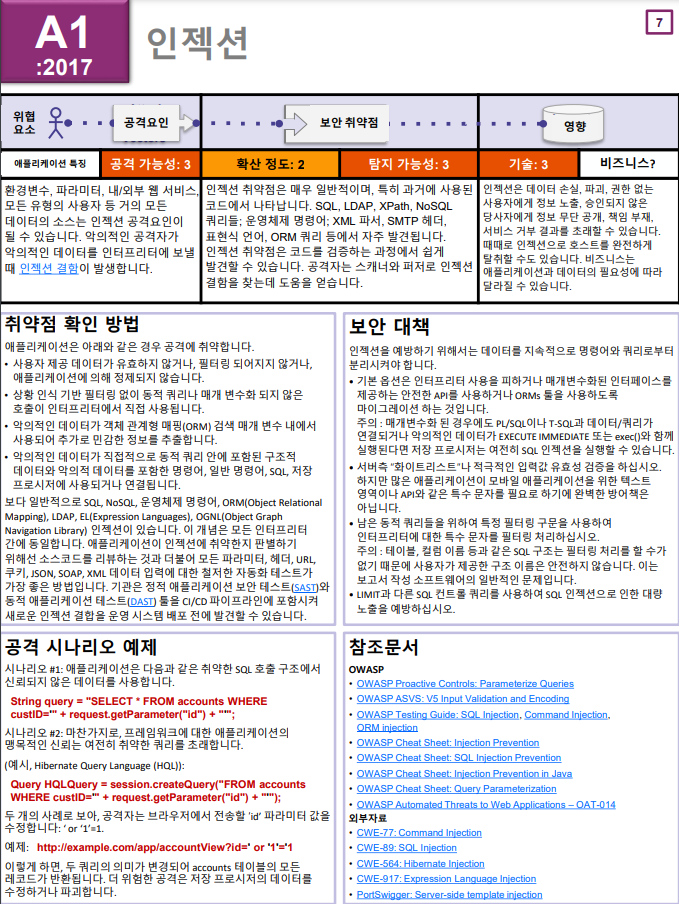 A1
:2017
인젝션
7
위협
요소
공격요인
보안 취약점
영향
애플리케이션 특징
공격 가능성: 3
확산 정도: 2
탐지 가능성: 3
기술: 3
비즈니스?
환경변수, 파라미터, 내/외부 웹 서비스,
모든 유형의 사용자 등 거의 모든
데이터의 소스는 인젝션 공격요인이
될 수 있습니다. 악의적인 공격자가
악의적인 데이터를 인터프리터에 보낼
때 인젝션 결함이 발생합니다.
인젝션 취약점은 매우 일반적이며, 특히 과거에 사용된
코드에서 나타납니다. SQL, LDAP, XPath, NoSQL
쿼리들; 운영체제 명령어; XML 파서, SMTP 헤더,
표현식 언어, ORM 쿼리 등에서 자주 발견됩니다.
인젝션 취약점은 코드를 검증하는 과정에서 쉽게
발견할 수 있습니다. 공격자는 스캐너와 퍼저로 인젝션
결함을 찾는데 도움을 얻습니다.
인젝션은 데이터 손실, 파괴, 권한 없는
사용자에게 정보 노출, 승인되지 않은
당사자에게 정보 무단 공개, 책임 부재,
서비스 거부 결과를 초래할 수 있습니다.
때때로 인젝션으로 호스트를 완전하게
탈취할 수도 있습니다. 비즈니스는
애플리케이션과 데이터의 필요성에 따라
달라질 수 있습니다.
취약점 확인 방법
애플리케이션은 아래와 같은 경우 공격에 취약합니다.
• 사용자 제공 데이터가 유효하지 않거나, 필터링 되어지지 않거나,
애플리케이션에 의해 정제되지 않습니다.
• 상황 인식 기반 필터링 없이 동적 쿼리나 매개 변수화 되지 않은
호출이 인터프리터에서 직접 사용됩니다.
• 악의적인 데이터가 객체 관계형 매핑(ORM) 검색 매개 변수 내에서
사용되어 추가로 민감한 정보를 추출합니다.
• 악의적인 데이터가 직접적으로 동적 쿼리 안에 포함된 구조적
데이터와 악의적 데이터를 포함한 명령어, 일반 명령어, SQL, 저장
프로시저에 사용되거나 연결됩니다.
보다 일반적으로 SQL, NoSQL, 운영체제 명령어, ORM(Object Relational
Mapping), LDAP, EL(Expression Languages), OGNL(Object Graph
Navigation Library) 인젝션이 있습니다. 이 개념은 모든 인터프리터
간에 동일합니다. 애플리케이션이 인젝션에 취약한지 판별하기
위해선 소스코드를 리뷰하는 것과 더불어 모든 파라미터, 헤더, URL,
쿠키, JSON, SOAP, XML 데이터 입력에 대한 철저한 자동화 테스트가
가장 좋은 방법입니다. 기관은 정적 애플리케이션 보안 테스트(SAST)와
동적 애플리케이션 테스트(DAST) 툴을 CI/CD 파이프라인에 포함시켜
새로운 인젝션 결함을 운영 시스템 배포 전에 발견할 수 있습니다.
보안 대책
인젝션을 예방하기 위해서는 데이터를 지속적으로 명령어와 쿼리로부터
분리시켜야 합니다.
• 기본 옵션은 인터프리터 사용을 피하거나 매개변수화된 인터페이스를
제공하는 안전한 API를 사용하거나 ORMs 툴을 사용하도록
마이그레이션 하는 것입니다.
주의 : 매개변수화 된 경우에도 PL/SQL이나 T-SQL과 데이터/쿼리가
연결되거나 악의적인 데이터가 EXECUTE IMMEDIATE 또는 exec()와 함께
실행된다면 저장 프로시저는 여전히 SQL 인젝션을 실행할 수 있습니다.
• 서버측 "화이트리스트"나 적극적인 입력값 유효성 검증을 하십시오.
하지만 많은 애플리케이션이 모바일 애플리케이션을 위한 텍스트
영역이나 API와 같은 특수 문자를 필요로 하기에 완벽한 방어책은
아닙니다.
• 남은 동적 쿼리들을 위하여 특정 필터링 구문을 사용하여
인터프리터에 대한 특수 문자를 필터링 처리하십시오.
주의 : 테이블, 컬럼 이름 등과 같은 SQL 구조는 필터링 처리를 할 수가
없기 때문에 사용자가 제공한 구조 이름은 안전하지 않습니다. 이는
보고서 작성 소프트웨어의 일반적인 문제입니다.
• LIMIT과 다른 SQL 컨트롤 쿼리를 사용하여 SQL 인젝션으로 인한 대량
노출을 예방하십시오.
공격 시나리오 예제
시나리오 #1: 애플리케이션은 다음과 같은 취약한 SQL 호출 구조에서
신뢰되지 않은 데이터를 사용합니다.
String query = "SELECT * FROM accounts WHERE
custID='" + request.getParameter("id") + "'";
시나리오 #2: 마찬가지로, 프레임워크에 대한 애플리케이션의
맹목적인 신뢰는 여전히 취약한 쿼리를 초래합니다.
(예시, Hibernate Query Language (HQL)):
Query HQLQuery = session.createQuery("FROM accounts
WHERE custID='" + request.getParameter("id") + "'");
두 개의 사례로 보아, 공격자는 브라우저에서 전송할 'id' 파라미터 값을
수정합니다: ' or '1'=1.
예제: http://example.com/app/accountView?id=' or '1'='1
이렇게 하면, 두 쿼리의 의미가 변경되어 accounts 테이블의 모든
레코드가 반환됩니다. 더 위험한 공격은 저장 프로시저의 데이터를
수정하거나 파괴합니다.
참조문서
OWASP
• OWASP Proactive Controls: Parameterize Queries
• OWASP ASVS: V5 Input Validation and Encoding
• OWASP Testing Guide: SQL Injection, Command Injection,
ORM injection
• OWASP Cheat Sheet: Injection Prevention
• OWASP Cheat Sheet: SQL Injection Prevention
• OWASP Cheat Sheet: Injection Prevention in Java
• OWASP Cheat Sheet: Query Parameterization
• OWASP Automated Threats to Web Applications – OAT-014
외부자료
• CWE-77: Command Injection
• CWE-89: SQL Injection
• CWE-564: Hibernate Injection
• CWE-917: Expression Language Injection
• PortSwigger: Server-side template injection